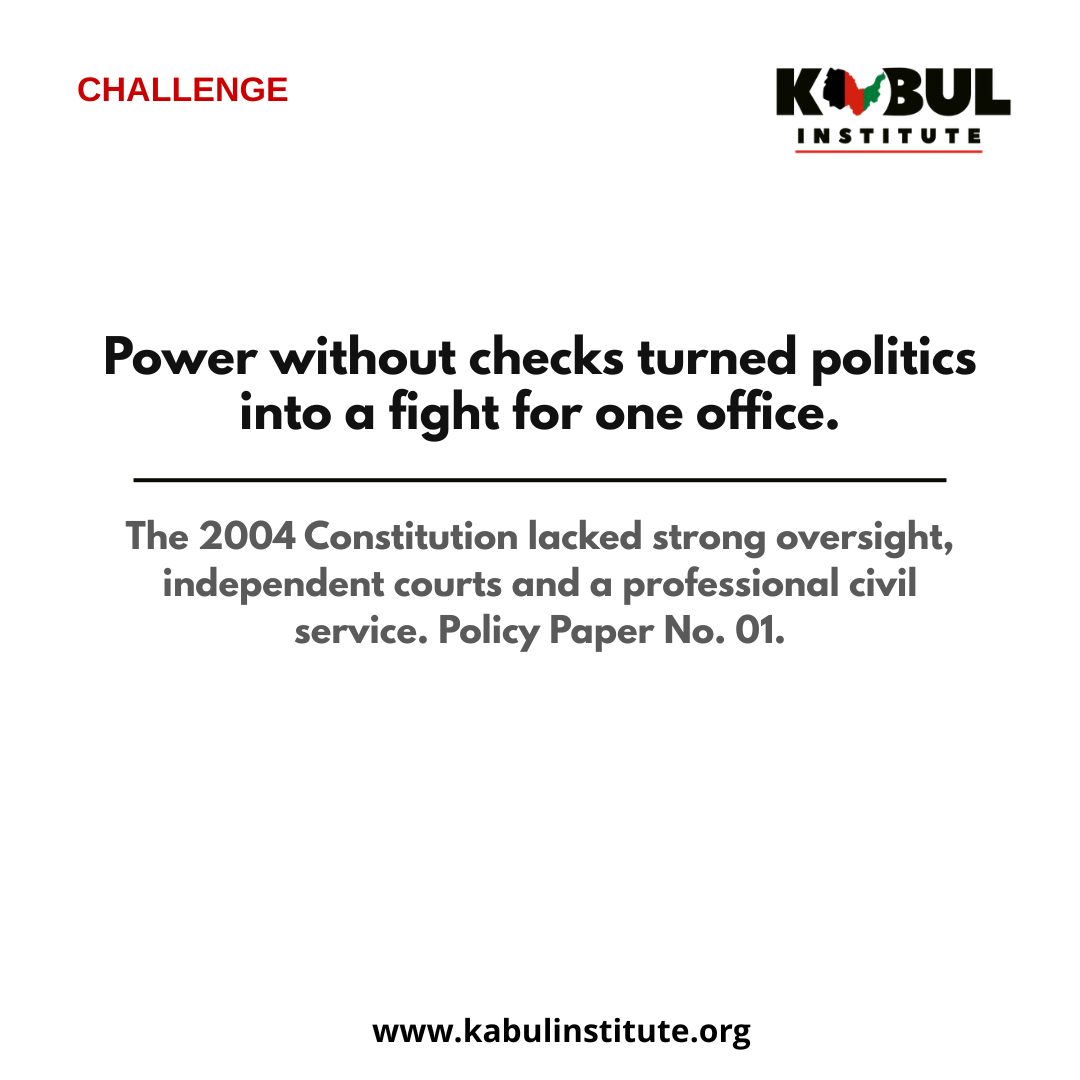 CHALLENGE
KABUL
INSTITUTE
Power without checks turned politics
into a fight for one office.
The 2004 Constitution lacked strong oversight,
independent courts and a professional civil
service. Policy Paper No. 01.
www.kabulinstitute.org